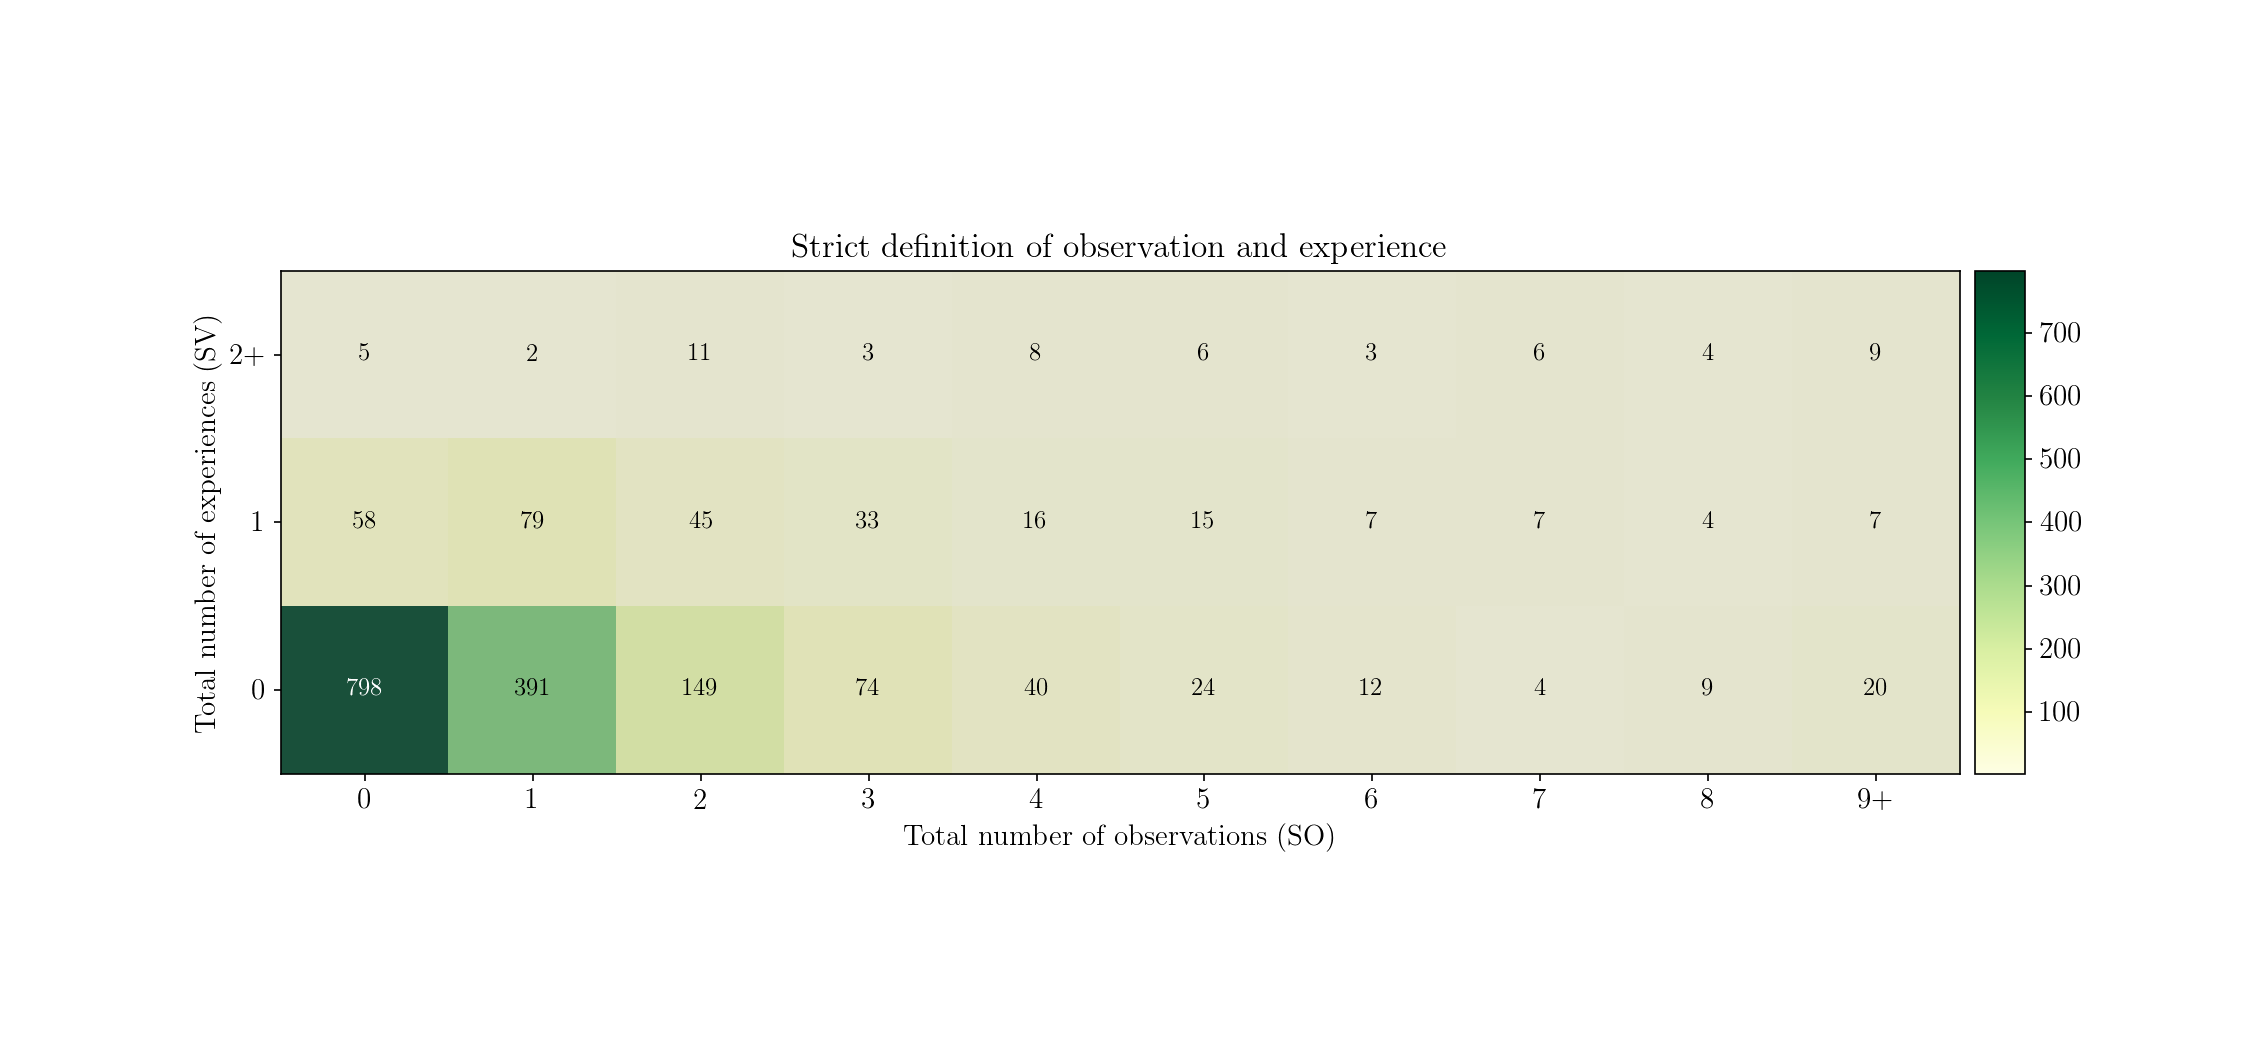 Strict definition of observation and experience
Total number of experiences (SV)
2+ 5 2 11 3 8 6 3 6 4 9
1 58 79 45 33 16 15 7 7 4 7
0 798 391 149 74 40 24 12 4 9 20
0 1 2 3 4 5 6 7 8 9+
Total number of observations (SO)
700
600
500
400
300
200
100